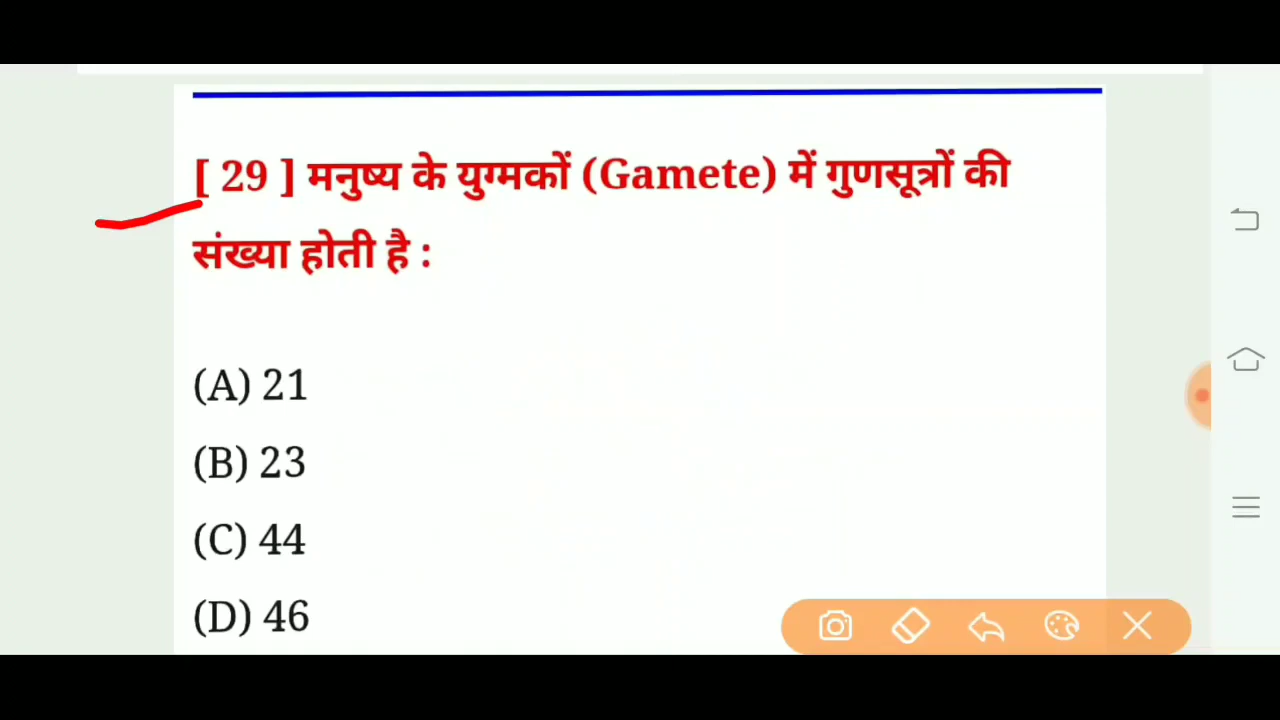 [ 29 ] मनुष्य के युग्मकों (Gamete) में गुणसूत्रों की
संख्या होती है :
(A) 21
(B) 23
(C) 44
(D) 46